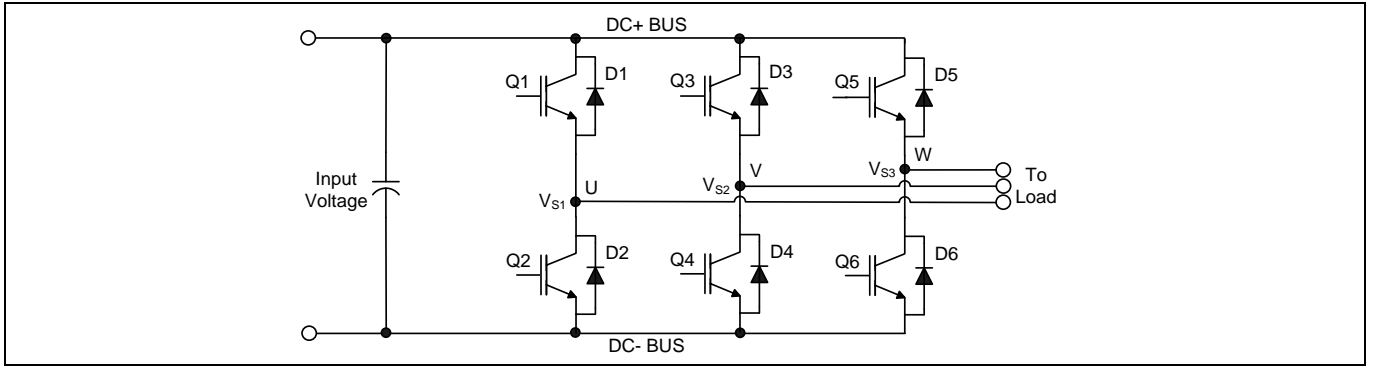 DC+ BUS
Q1
D1
Q3
D3
Q5
D5
Input
Voltage
VS1
U
VS2
V
VS3
W
To
Load
Q2
D2
Q4
D4
Q6
D6
DC- BUS